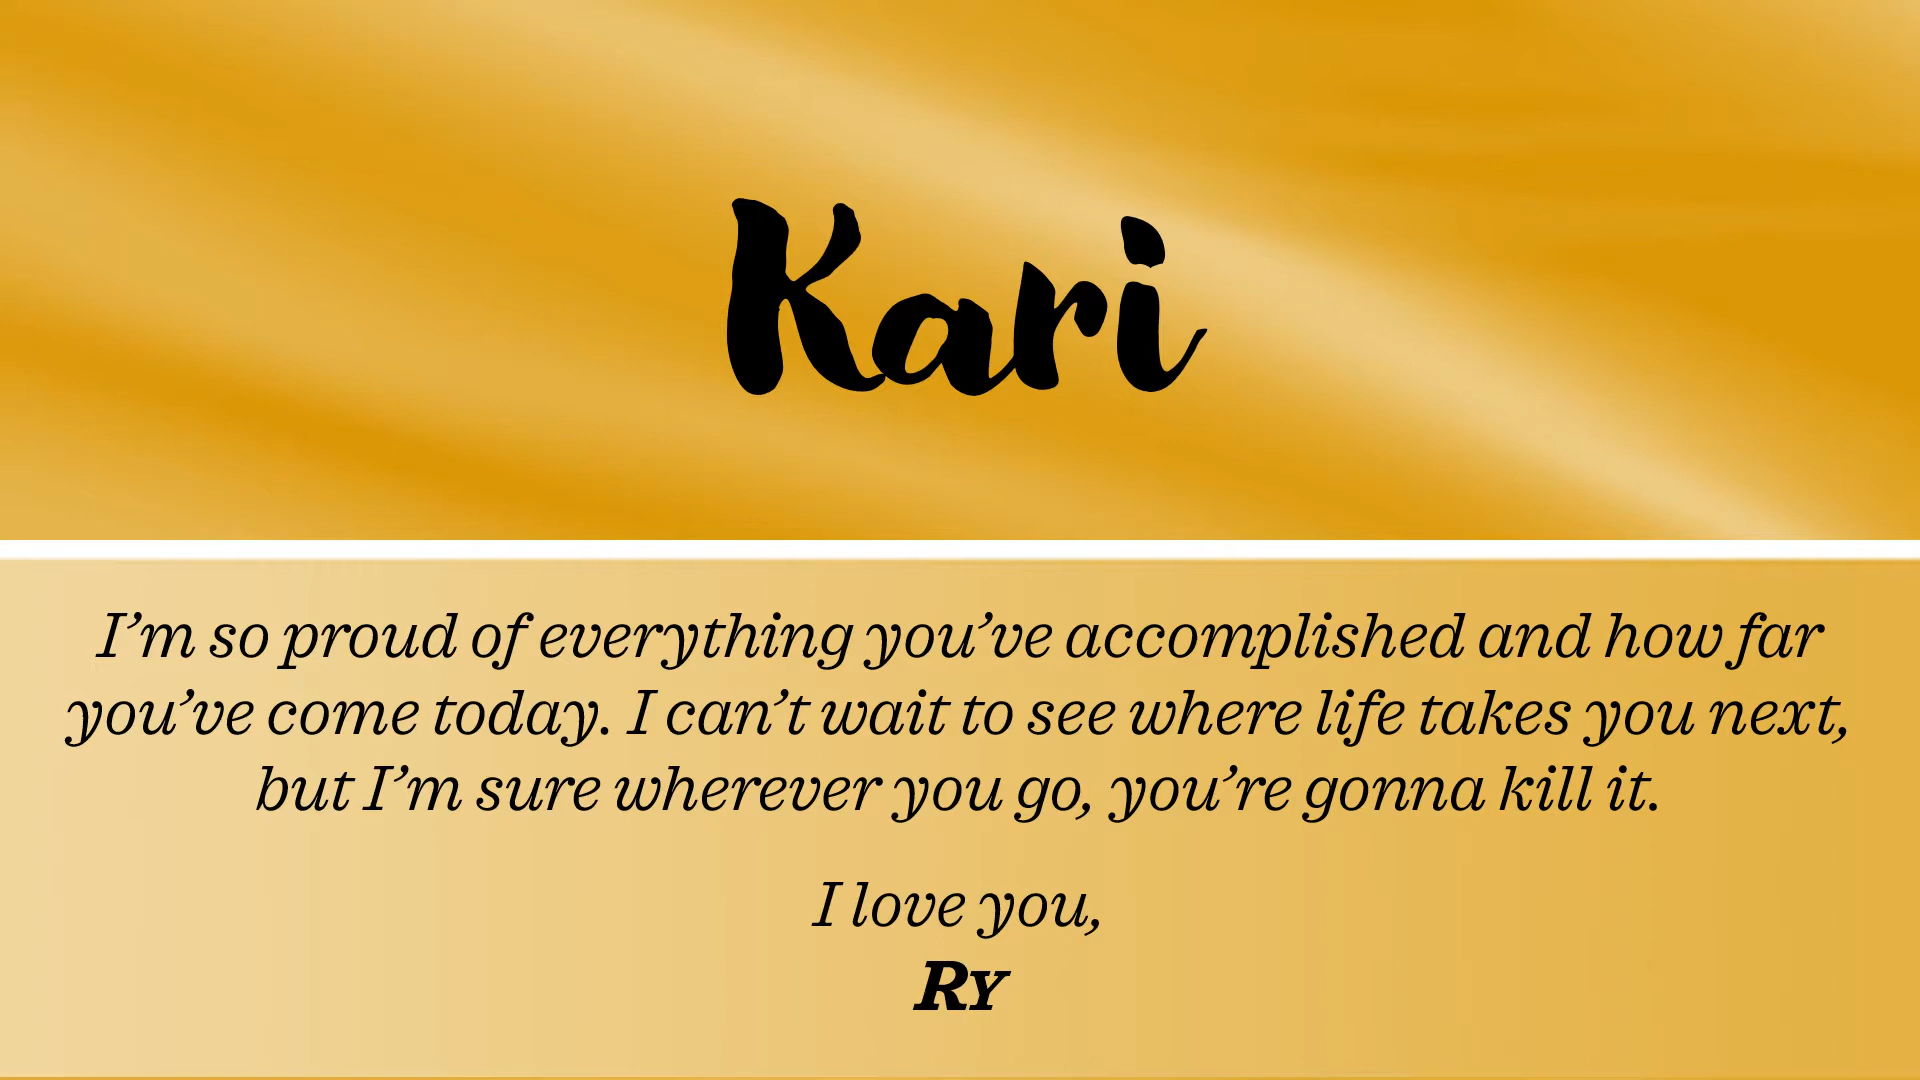 Kari
I’m so proud of everything you’ve accomplished and how far
you’ve come today. I can’t wait to see where life takes you next,
but I’m sure wherever you go, you’re gonna kill it.
I love you,
RY